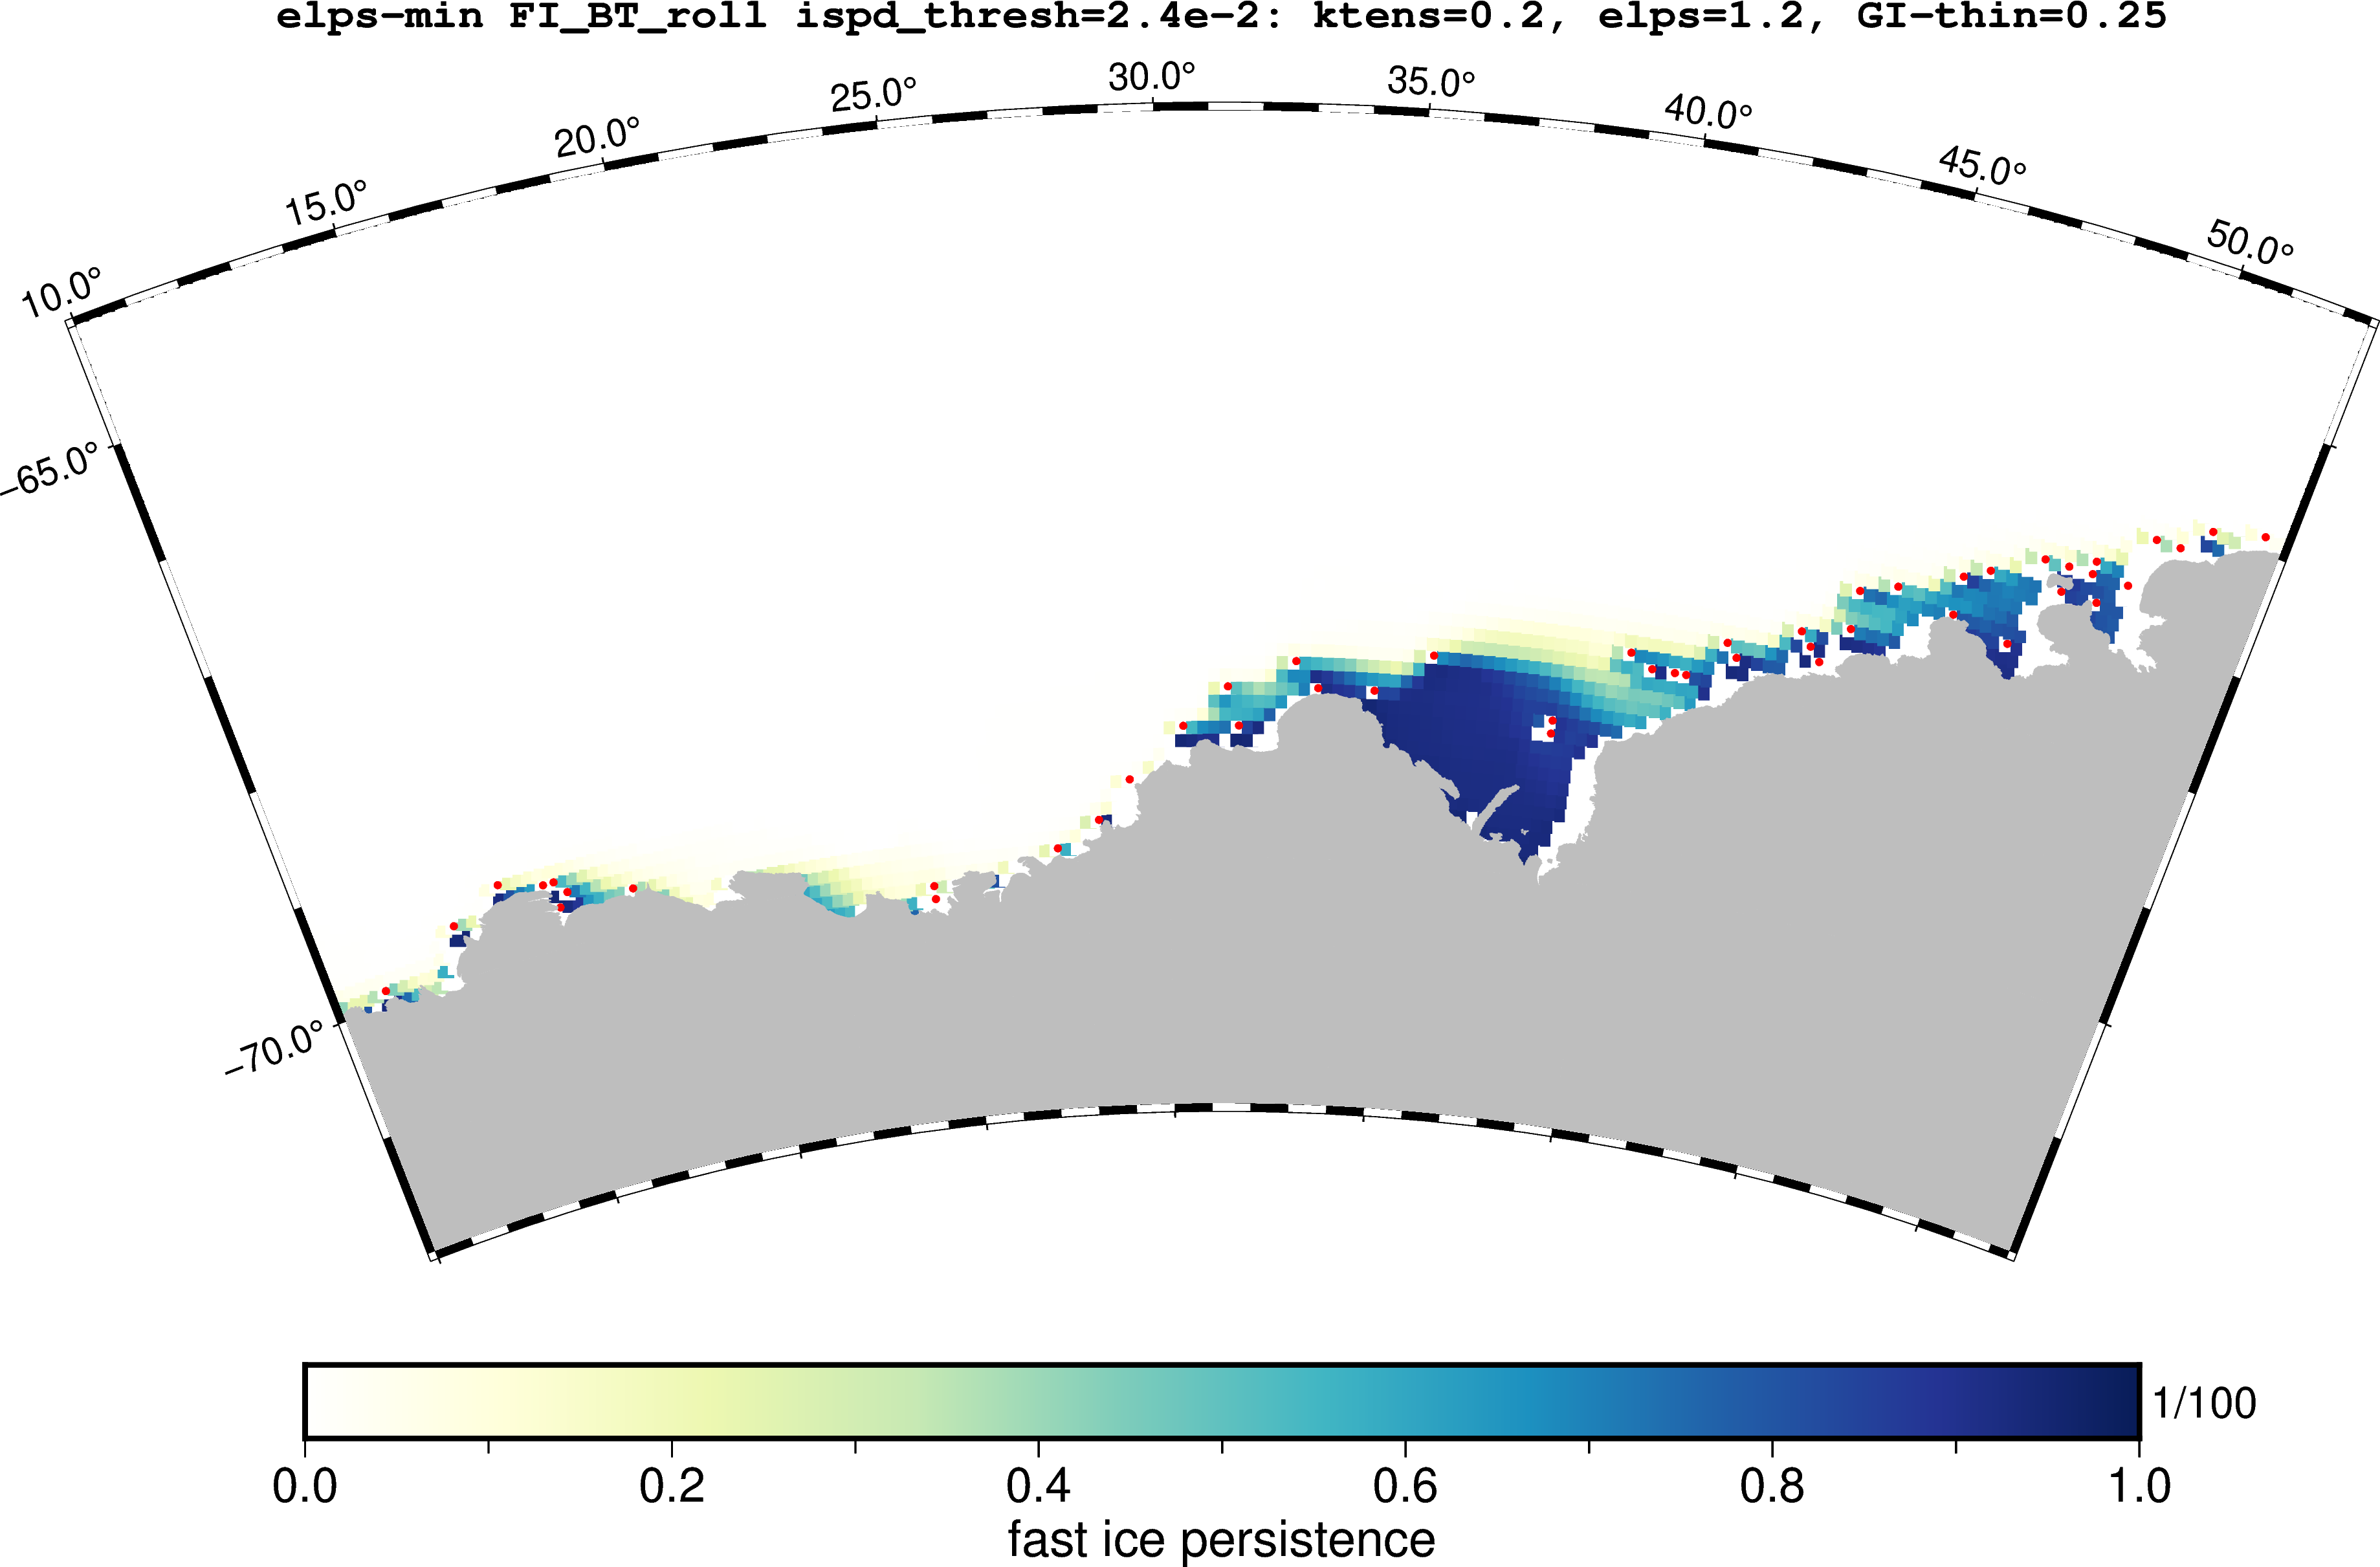 elps-min FI_BT_roll ispd_thresh=2.4e-2: ktens=0.2, elps=1.2, GI-thin=0.25
10.0° 15.0° 20.0° 25.0° 30.0° 35.0° 40.0° 45.0° 50.0°
-65.0°
-70.0°
1/100
0.0 0.2 0.4 0.6 0.8 1.0
fast ice persistence